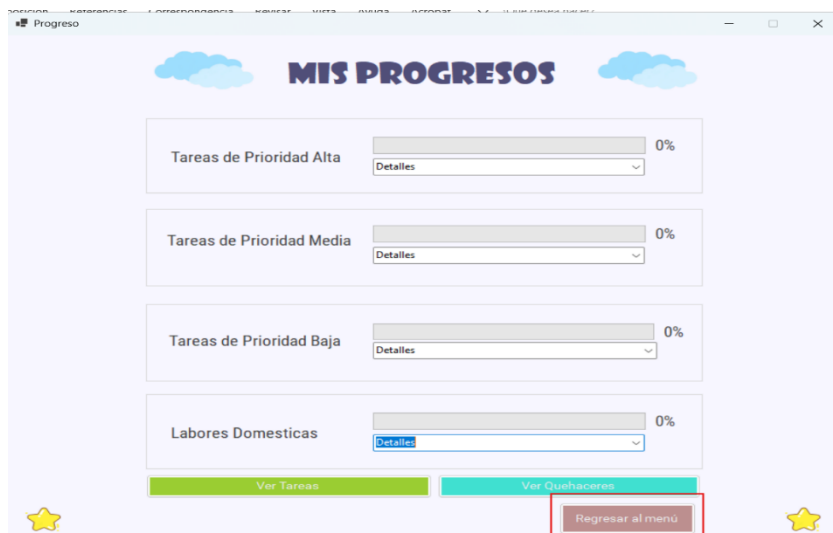 Progreso
MIS PROGRESOS
Tareas de Prioridad Alta
0%
Detalles
Tareas de Prioridad Media
0%
Detalles
Tareas de Prioridad Baja
0%
Detalles
Labores Domesticas
0%
Detalles
Ver Tareas
Ver Quehaceres
Regresar al menú